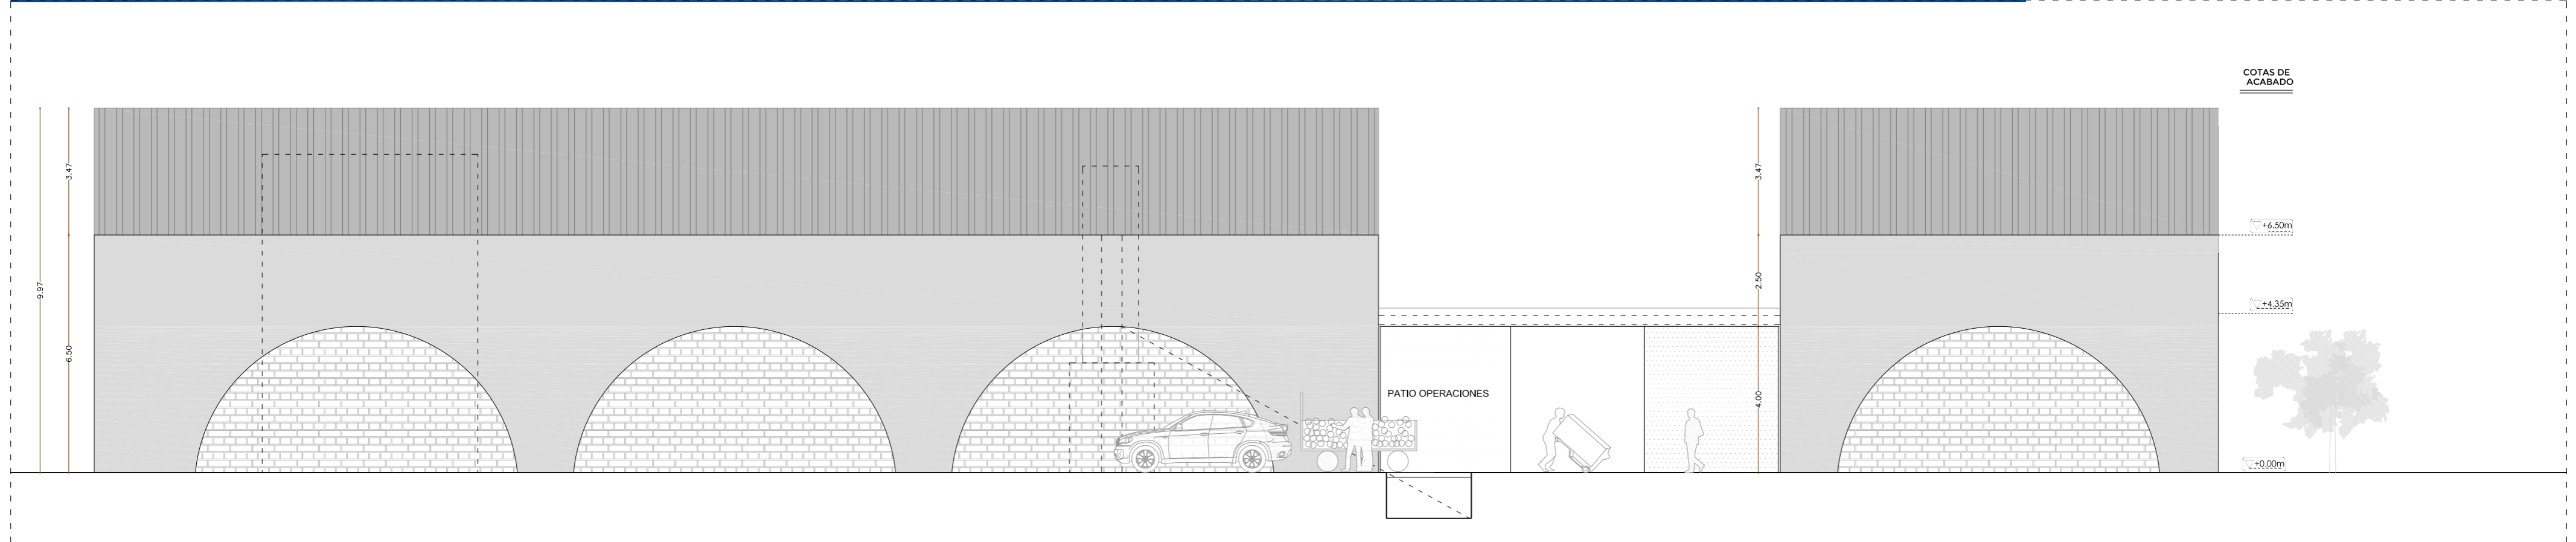 COTAS DE
ACABADO
3.47
3.47
+6.50m
9.97
2.50
+4.35m
6.50
PATIO OPERACIONES
4.00
+0.00m